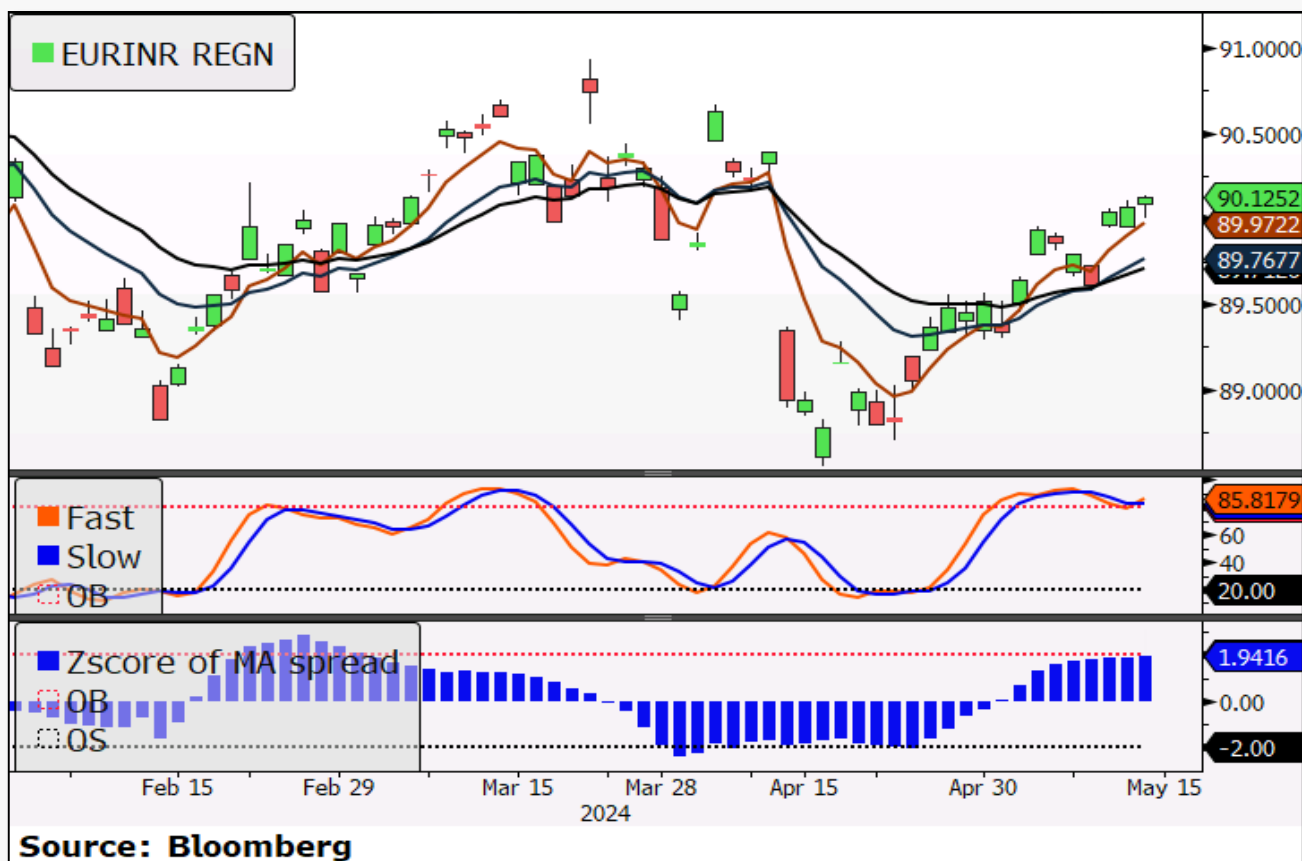 EURINR REGN
91.0000
90.5000
90.1252
89.9722
89.7677
89.5000
89.0000
Fast
Slow
OB
85.8179
60
40
20.00
Zscore of MA spread
OB
OS
1.9416
0.00
-2.00
Feb 15 Feb 29 Mar 15 Mar 28 Apr 15 Apr 30 May 15
2024
Source: Bloomberg